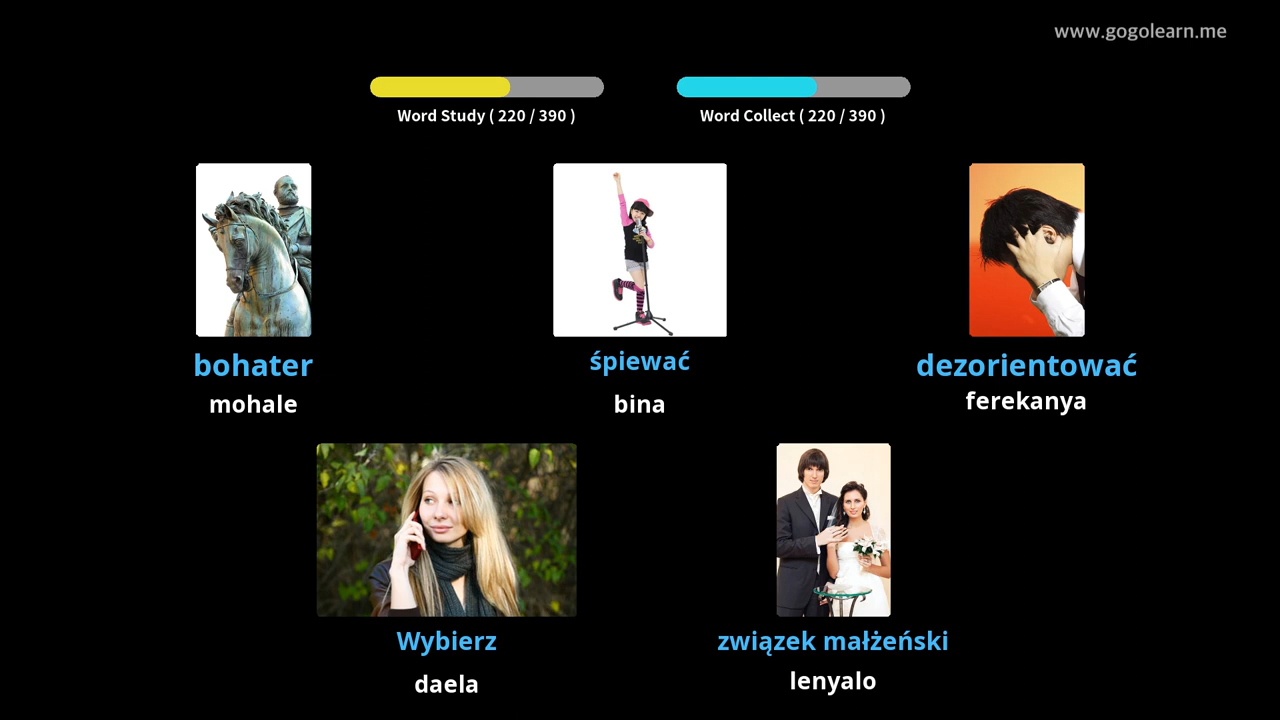 www.gogolearn.me
Word Study ( 220 / 390 )
Word Collect ( 220 / 390 )
bohater
mohale
śpiewać
bina
dezorientować
ferekanya
Wybierz
daela
związek małżeński
lenyalo